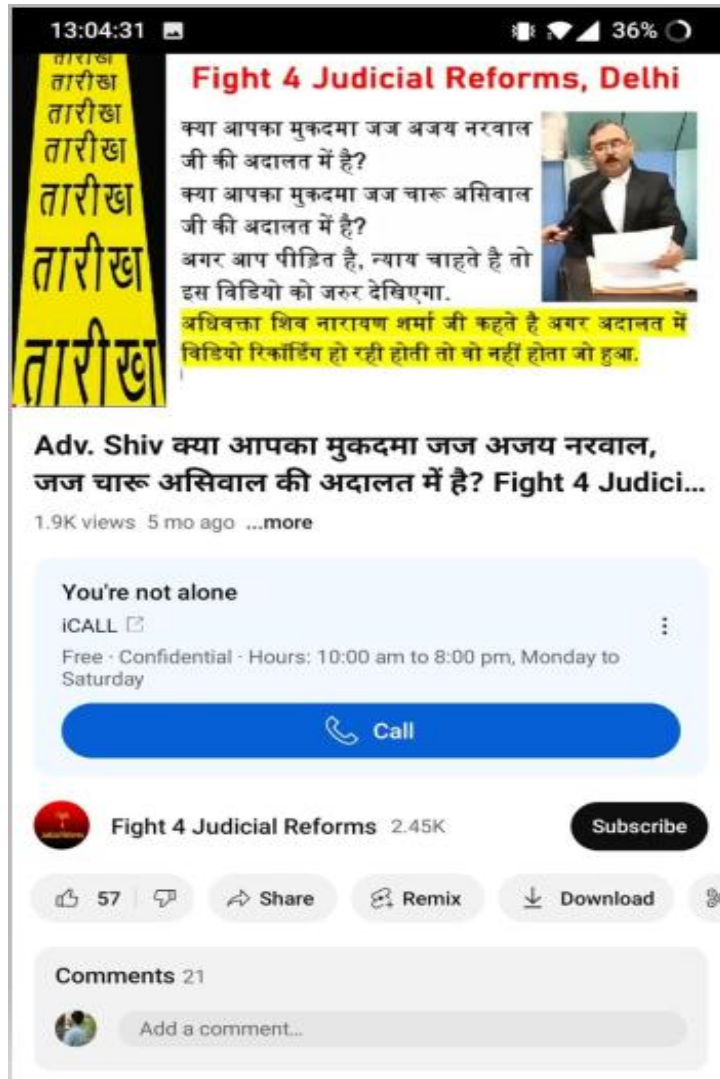 13:04:31 36%
तारीख
तारीख
तारीख
तारीख
तारीख
तारीख
तारीख
Fight 4 Judicial Reforms, Delhi
क्या आपका मुकदमा जज अजय नरवाल
जी की अदालत में है?
क्या आपका मुकदमा जज चारू असिवाल
जी की अदालत में है?
अगर आप पीड़ित है, न्याय चाहते है तो
इस विडियो को जरुर देखिएगा.
अधिवक्ता शिव नारायण शर्मा जी कहते है अगर अदालत में
विडियो रिकॉर्डिंग हो रही होती तो वो नहीं होता जो हुआ.
Adv. Shiv क्या आपका मुकदमा जज अजय नरवाल,
जज चारू असिवाल की अदालत में है? Fight 4 Judici...
1.9K views 5 mo ago ...more
You're not alone
iCALL
Free · Confidential · Hours: 10:00 am to 8:00 pm, Monday to
Saturday
Call
Fight 4 Judicial Reforms 2.45K
Subscribe
57
Share
Remix
Download
Comments 21
Add a comment...